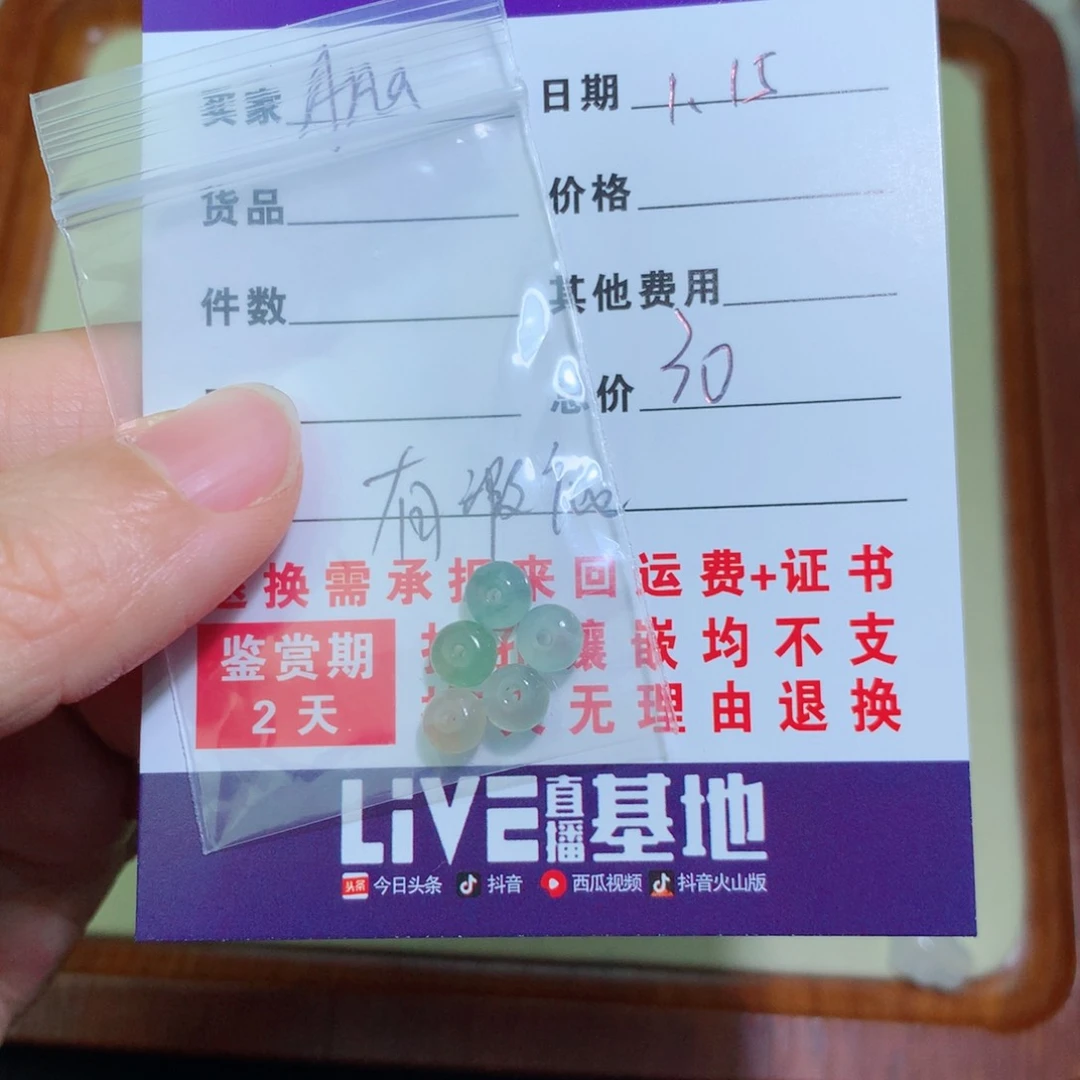 买家 Ana 日期 1.15
货品 价格
件数 其他费用
总价 30
有瑕疵
退换需承担来回运费+证书
鉴赏期 镶嵌均不支
2天 无理由退换
LiVE直播基地
头条 今日头条 抖音 西瓜视频 抖音火山版